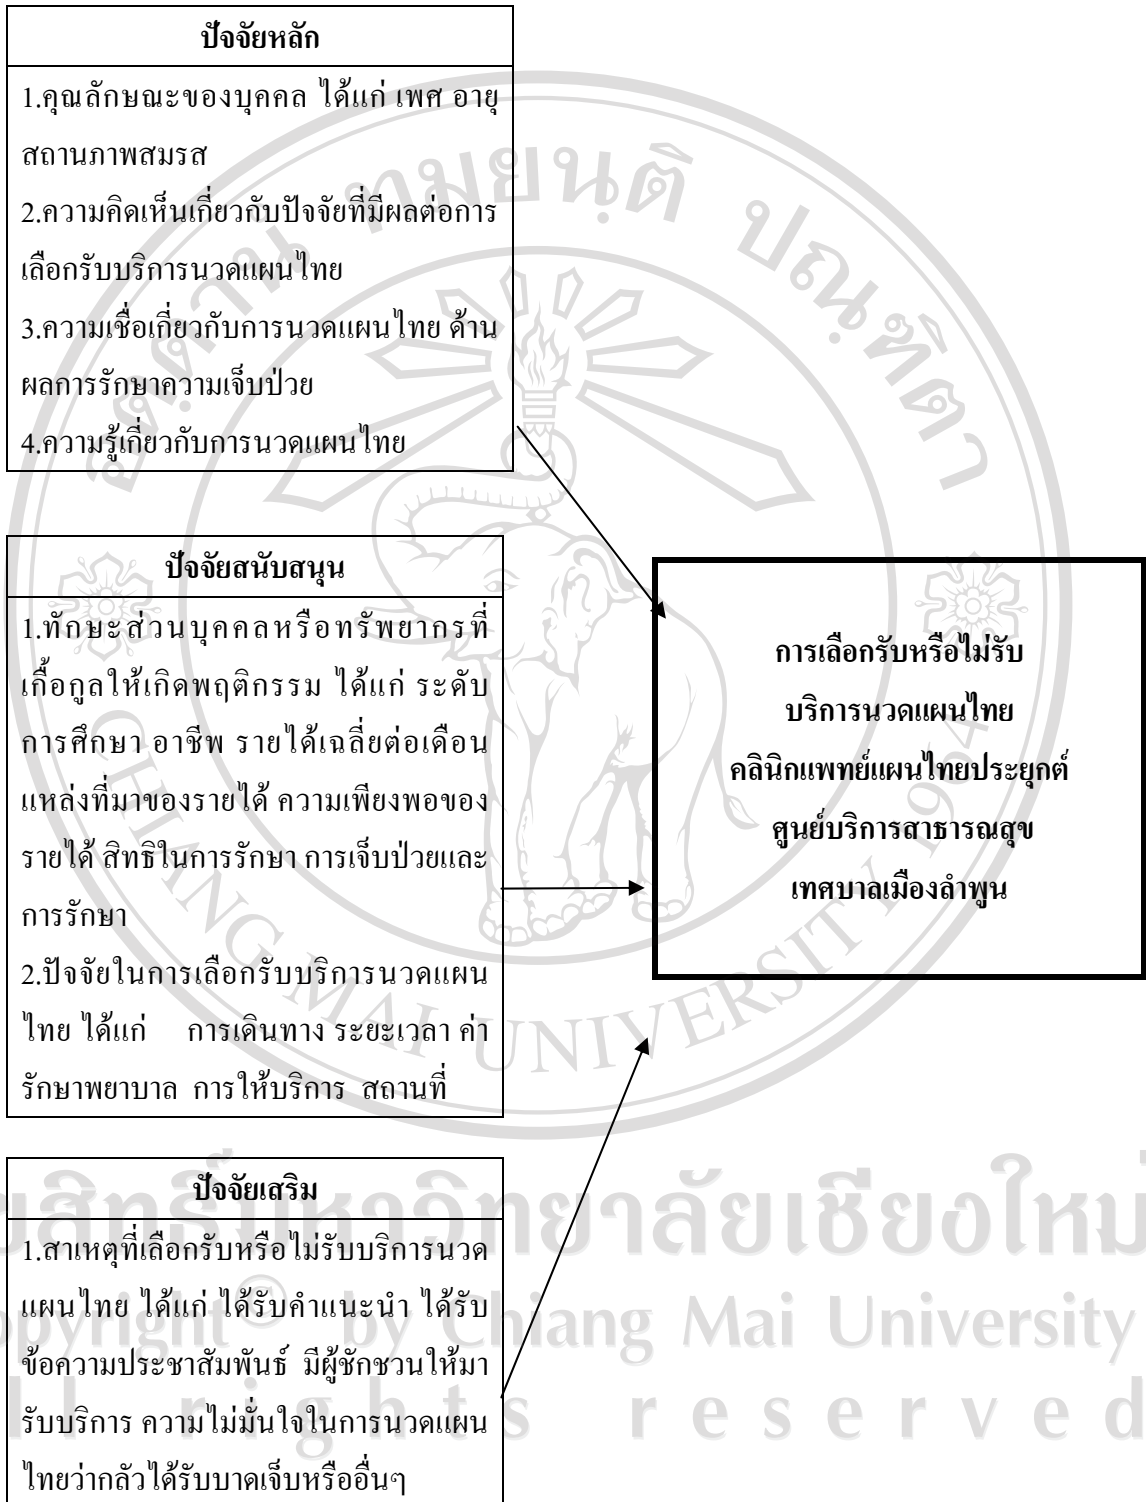 ปัจจัยหลัก
1.คุณลักษณะของบุคคล ได้แก่ เพศ อายุ
สถานภาพสมรส
2.ความคิดเห็นเกี่ยวกับปัจจัยที่มีผลต่อการ
เลือกรับบริการนวดแผนไทย
3.ความเชื่อเกี่ยวกับการนวดแผนไทย ด้าน
ผลการรักษาความเจ็บป่วย
4.ความรู้เกี่ยวกับการนวดแผนไทย
ปัจจัยสนับสนุน
1.ทักษะส่วนบุคคลหรือทรัพยากรที่
เกื้อกูลให้เกิดพฤติกรรม ได้แก่ ระดับ
การศึกษา อาชีพ รายได้เฉลี่ยต่อเดือน
แหล่งที่มาของรายได้ ความเพียงพอของ
รายได้ สิทธิในการรักษา การเจ็บป่วยและ
การรักษา
2.ปัจจัยในการเลือกรับบริการนวดแผน
ไทย ได้แก่ การเดินทาง ระยะเวลา ค่า
รักษาพยาบาล การให้บริการ สถานที่
ปัจจัยเสริม
1.สาเหตุที่เลือกรับหรือไม่รับบริการนวด
แผนไทย ได้แก่ ได้รับคำแนะนำ ได้รับ
ข้อความประชาสัมพันธ์ มีผู้ชักชวนให้มา
รับบริการ ความไม่มั่นใจในการนวดแผน
ไทยว่ากลัวได้รับบาดเจ็บหรืออื่นๆ
การเลือกรับหรือไม่รับ
บริการนวดแผนไทย
คลินิกแพทย์แผนไทยประยุกต์
ศูนย์บริการสาธารณสุข
เทศบาลเมืองลำพูน
อตฺตานํ ทมยนฺติ ปณฺฑิตา
CHIANG MAI UNIVERSITY 1964
ยสิทธิ์มหาวิทยาลัยเชียงใหม่
opyright © by Chiang Mai University
ll rights reserved